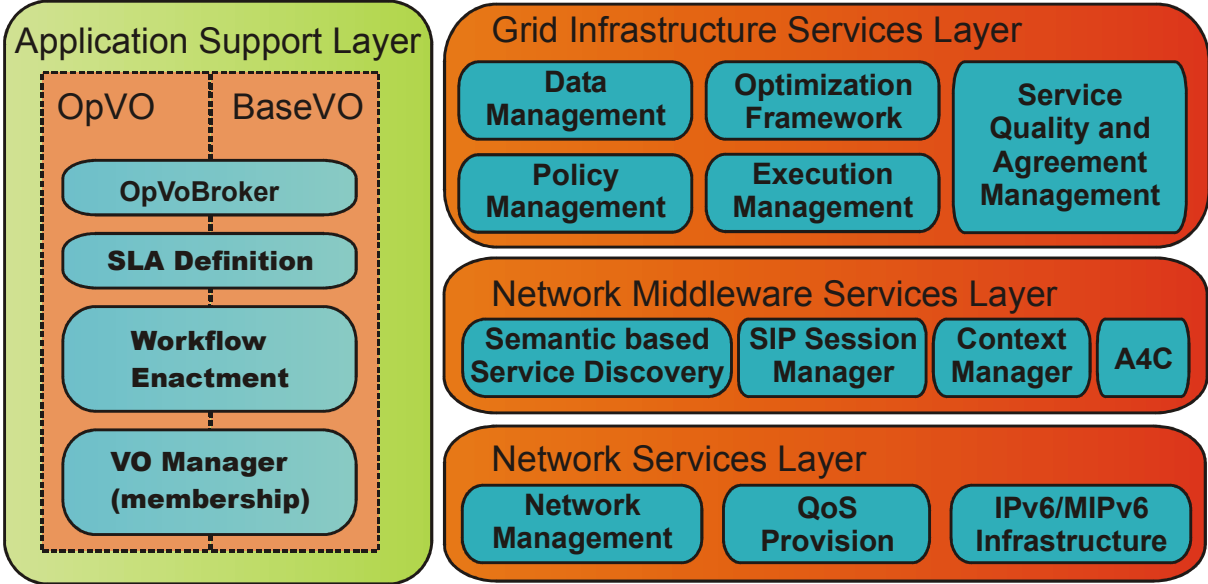 Application Support Layer
OpVO
BaseVO
OpVoBroker
SLA Definition
Workflow
Enactment
VO Manager
(membership)
Grid Infrastructure Services Layer
Data
Management
Optimization
Framework
Service
Quality and
Agreement
Management
Policy
Management
Execution
Management
Network Middleware Services Layer
Semantic based
Service Discovery
SIP Session
Manager
Context
Manager
A4C
Network Services Layer
Network
Management
QoS
Provision
IPv6/MIPv6
Infrastructure